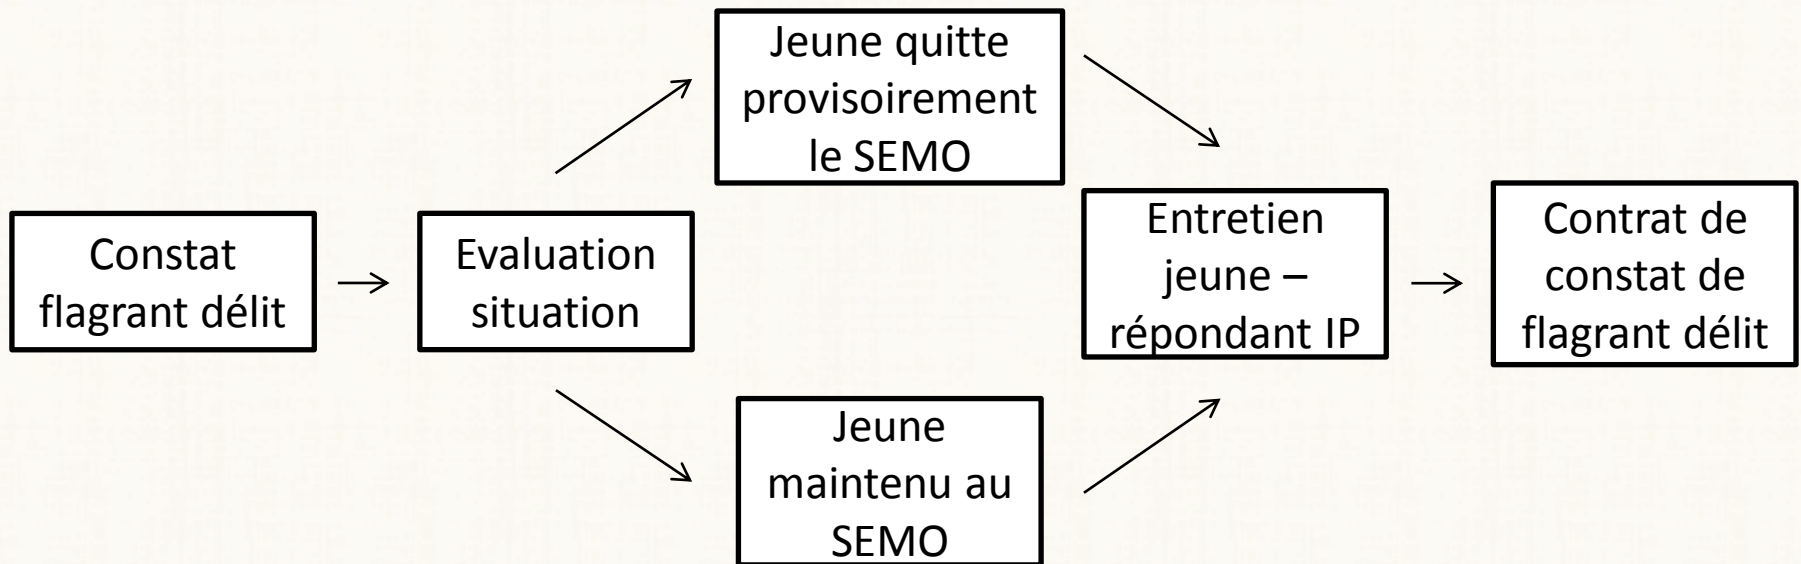 Constat
flagrant délit
Evaluation
situation
Jeune quitte
provisoirement
le SEMO
Jeune
maintenu au
SEMO
Entretien
jeune –
répondant IP
Contrat de
constat de
flagrant délit